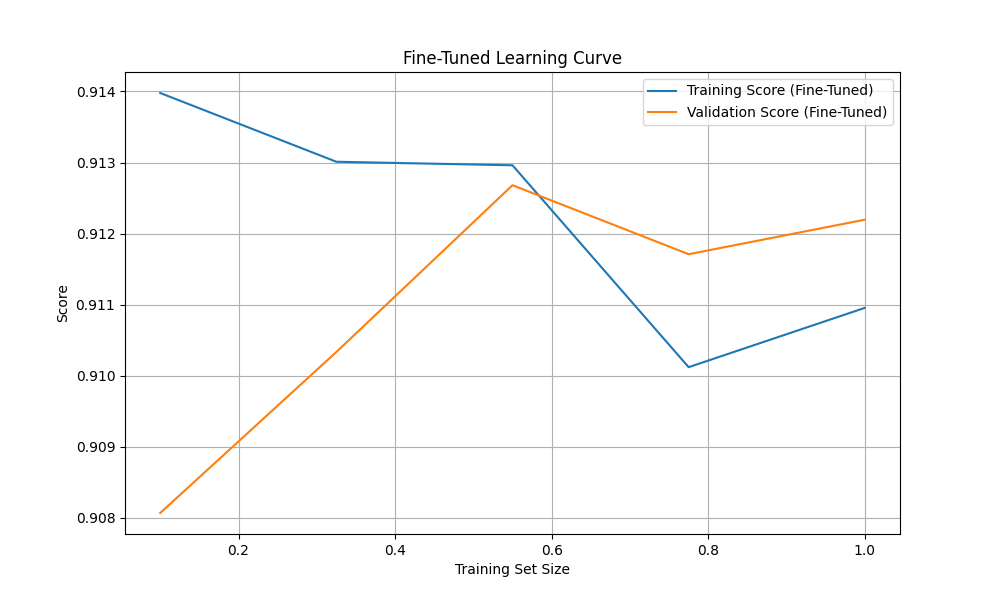 Fine-Tuned Learning Curve
Training Score (Fine-Tuned)
Validation Score (Fine-Tuned)
Score
0.914
0.913
0.912
0.911
0.910
0.909
0.908
0.2 0.4 0.6 0.8 1.0
Training Set Size